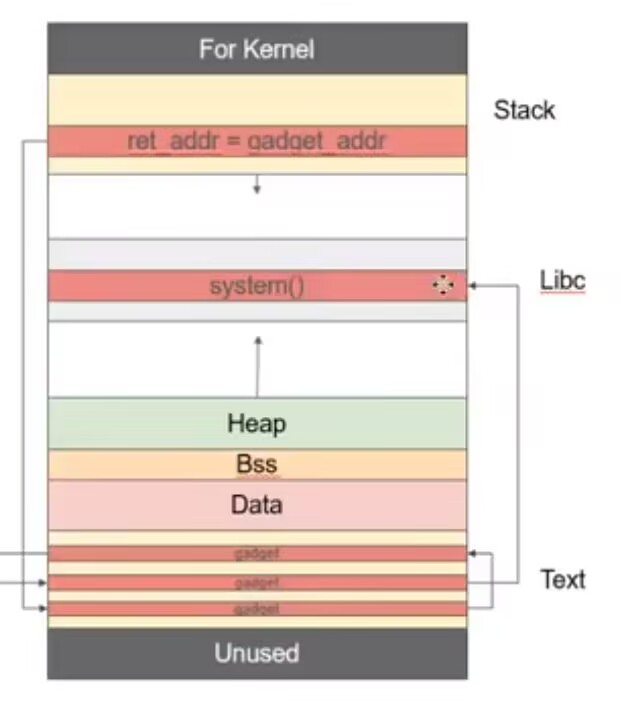 For Kernel
Stack
ret_addr = gadget_addr
system()
Libc
Heap
Bss
Data
gadget
gadget
Text
gadget
Unused